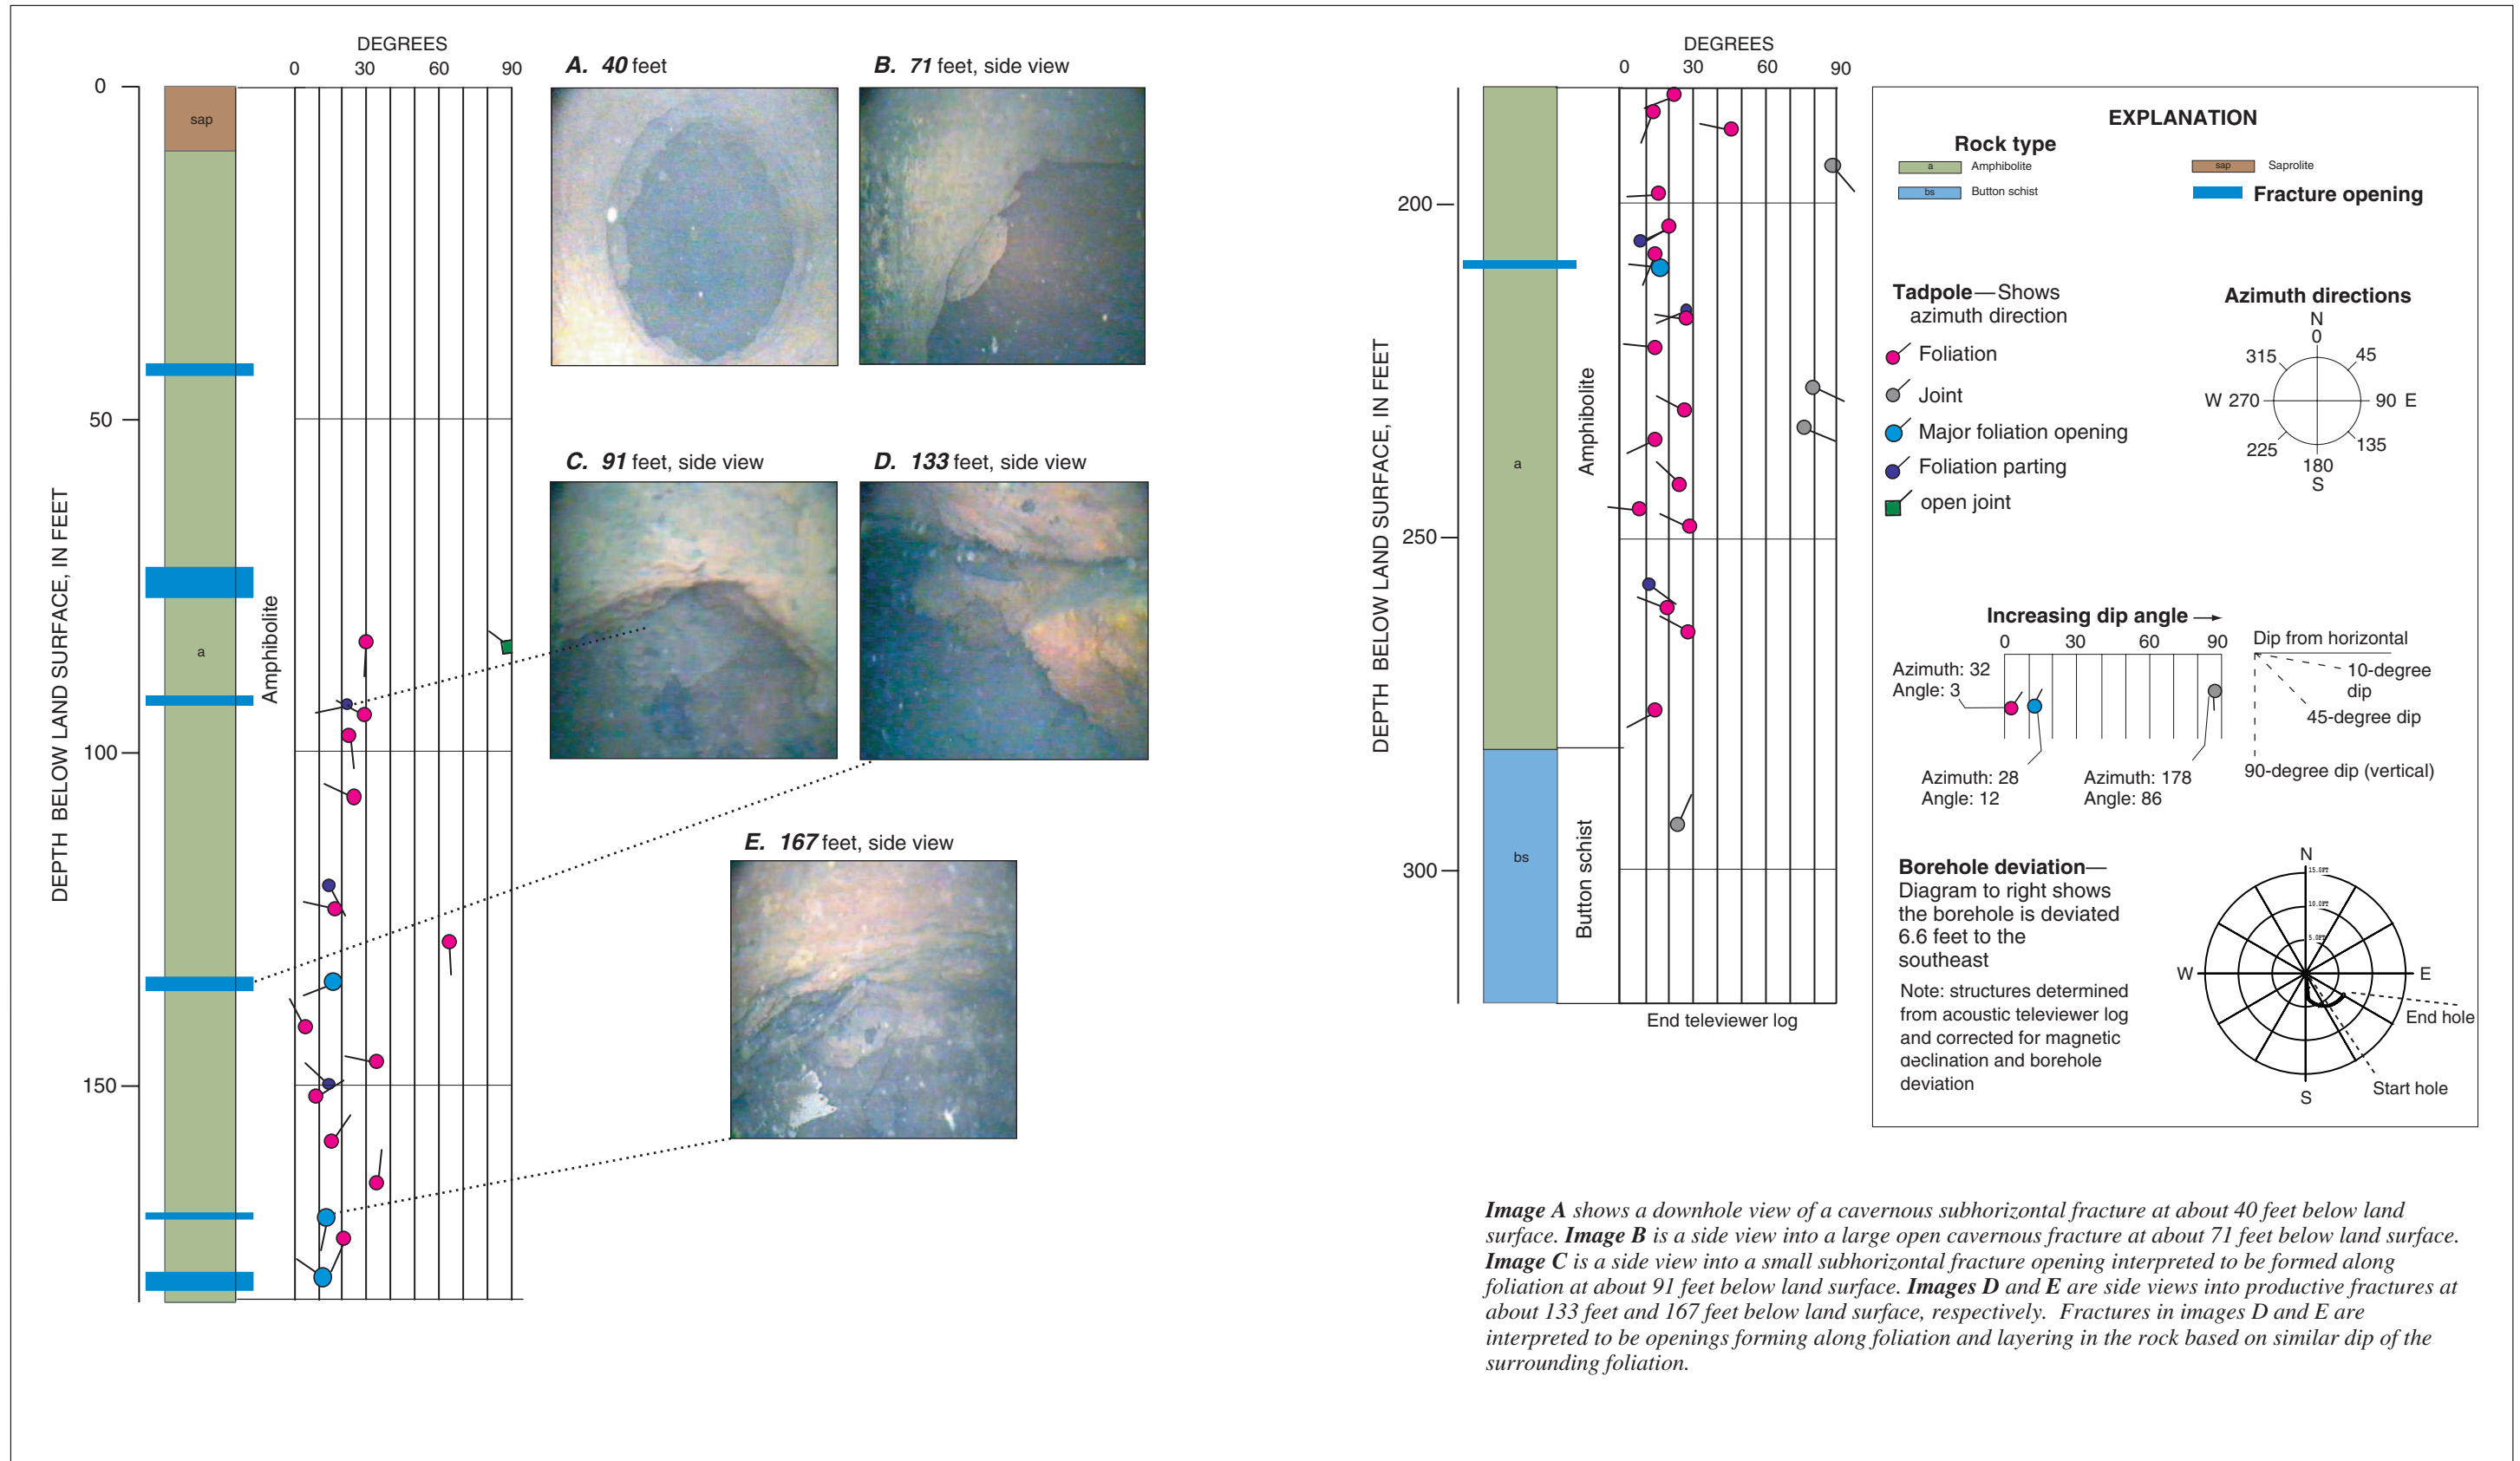 DEGREES
0 30 60 90
DEPTH BELOW LAND SURFACE, IN FEET
0
50
100
150
sap
a
Amphibolite
A. 40 feet
B. 71 feet, side view
C. 91 feet, side view
D. 133 feet, side view
E. 167 feet, side view
DEGREES
0 30 60 90
DEPTH BELOW LAND SURFACE, IN FEET
200
250
300
a
bs
Amphibolite
Button schist
End televiewer log
EXPLANATION
Rock type
a Amphibolite
sap Saprolite
bs Button schist
Fracture opening
Tadpole—Shows
azimuth direction
Foliation
Joint
Major foliation opening
Foliation parting
open joint
Azimuth directions
N
0
315 45
W 270 90 E
225 135
180
S
Increasing dip angle
0 30 60 90
Azimuth: 32
Angle: 3
Azimuth: 28
Angle: 12
Azimuth: 178
Angle: 86
Dip from horizontal
10-degree
dip
45-degree dip
90-degree dip (vertical)
Borehole deviation—
Diagram to right shows
the borehole is deviated
6.6 feet to the
southeast
Note: structures determined
from acoustic televiewer log
and corrected for magnetic
declination and borehole
deviation
N
15.0FT
10.0FT
5.0FT
W E
S
End hole
Start hole
Image A shows a downhole view of a cavernous subhorizontal fracture at about 40 feet below land
surface. Image B is a side view into a large open cavernous fracture at about 71 feet below land surface.
Image C is a side view into a small subhorizontal fracture opening interpreted to be formed along
foliation at about 91 feet below land surface. Images D and E are side views into productive fractures at
about 133 feet and 167 feet below land surface, respectively. Fractures in images D and E are
interpreted to be openings forming along foliation and layering in the rock based on similar dip of the
surrounding foliation.